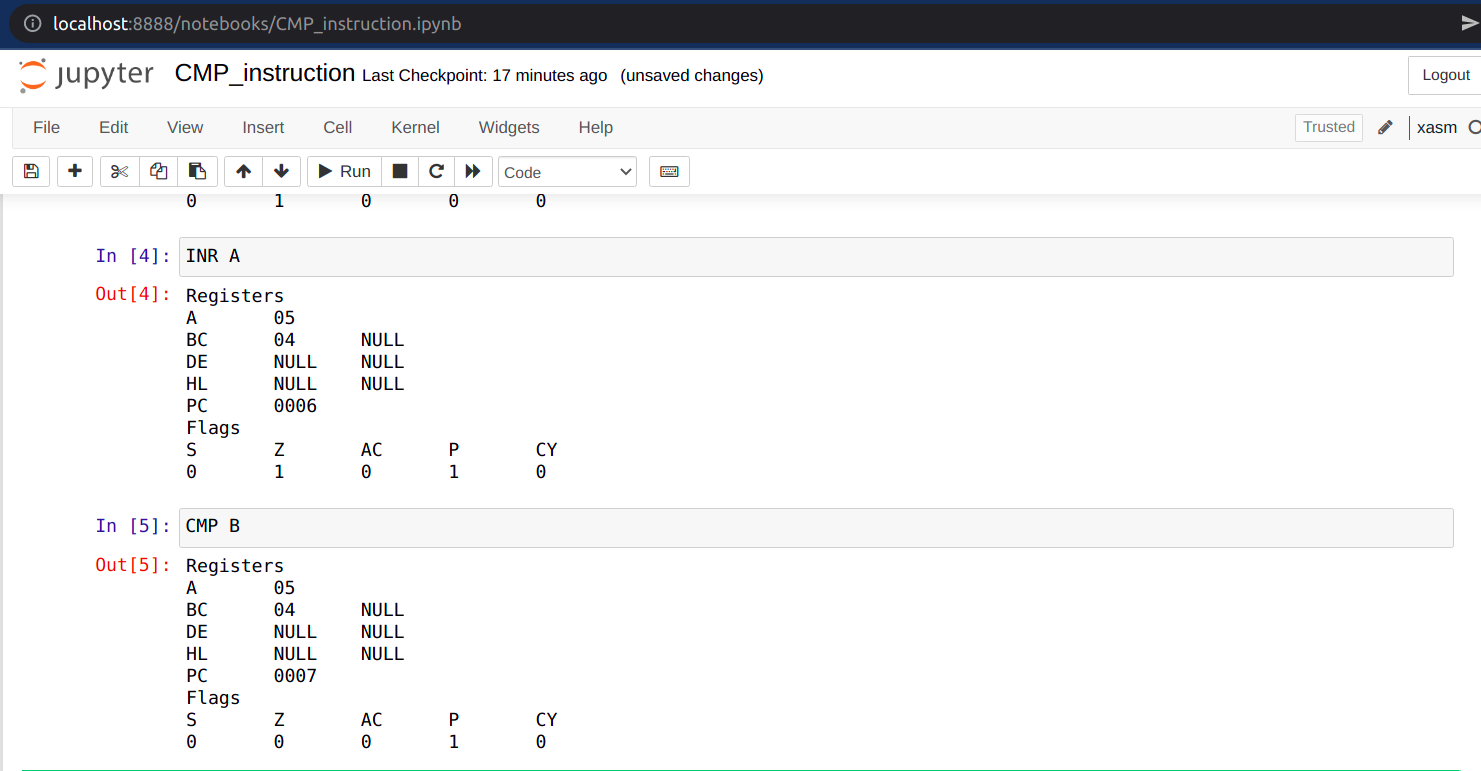 localhost:8888/notebooks/CMP_instruction.ipynb
jupyter CMP_instruction Last Checkpoint: 17 minutes ago (unsaved changes) Logout
File Edit View Insert Cell Kernel Widgets Help Trusted xasm
Run Code
0 1 0 0 0
In [4]: INR A
Out[4]: Registers
A 05
BC 04 NULL
DE NULL NULL
HL NULL NULL
PC 0006
Flags
S Z AC P CY
0 1 0 1 0
In [5]: CMP B
Out[5]: Registers
A 05
BC 04 NULL
DE NULL NULL
HL NULL NULL
PC 0007
Flags
S Z AC P CY
0 0 0 1 0